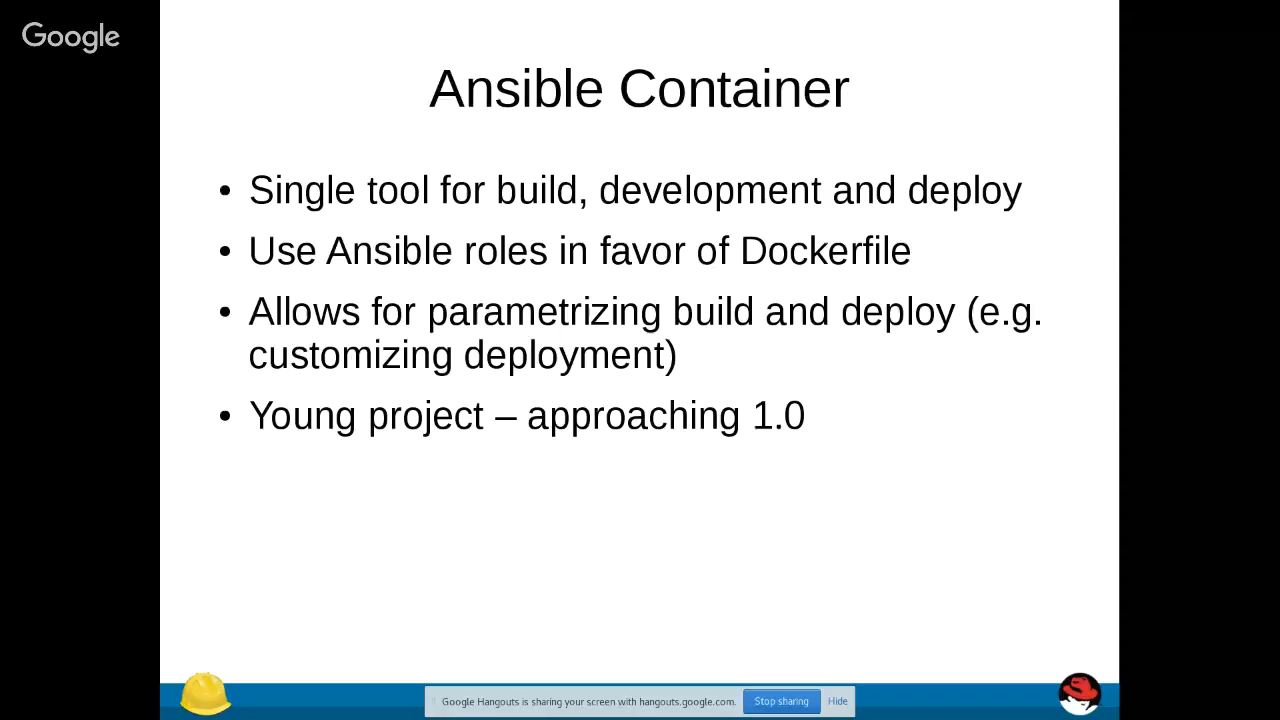 Google
Ansible Container
• Single tool for build, development and deploy
• Use Ansible roles in favor of Dockerfile
• Allows for parametrizing build and deploy (e.g.
customizing deployment)
• Young project – approaching 1.0
Google Hangouts is sharing your screen with hangouts.google.com. Stop sharing Hide